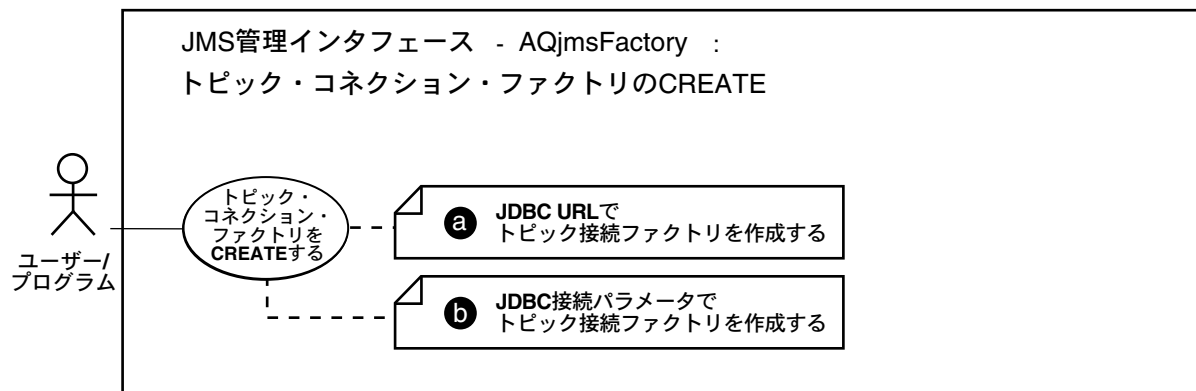 JMS管理インタフェース - AQjmsFactory :
トピック・コネクション・ファクトリのCREATE
トピック・
コネクション・
ファクトリを
CREATEする
ユーザー/
プログラム
a
JDBC URLで
トピック接続ファクトリを作成する
b
JDBC接続パラメータで
トピック接続ファクトリを作成する